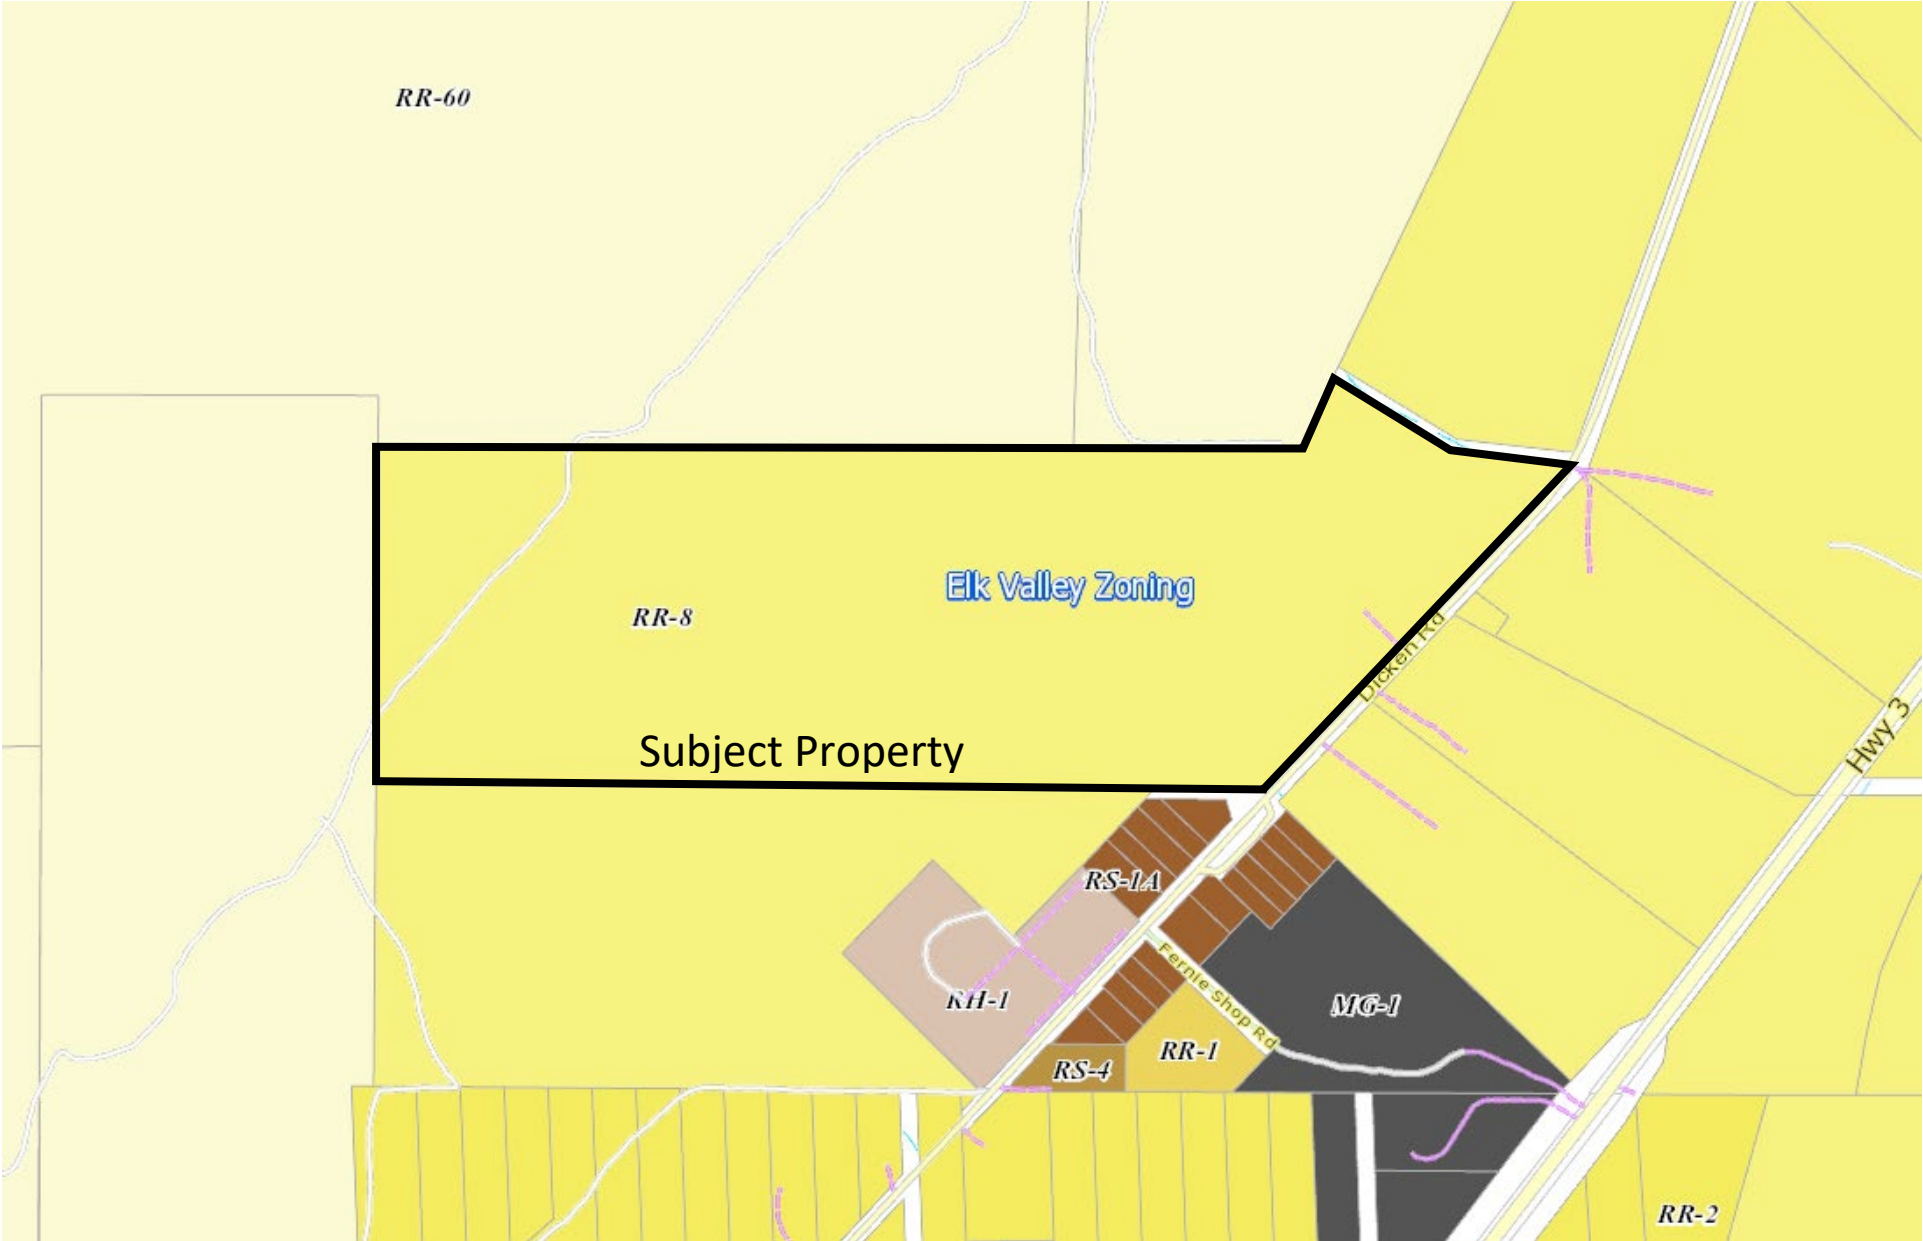 RR-60
Elk Valley Zoning
RR-8
Dicken Rd
Hwy 3
Subject Property
RS-1A
Fernie Shop Rd
RH-1
MG-1
RR-1
RS-4
RR-2